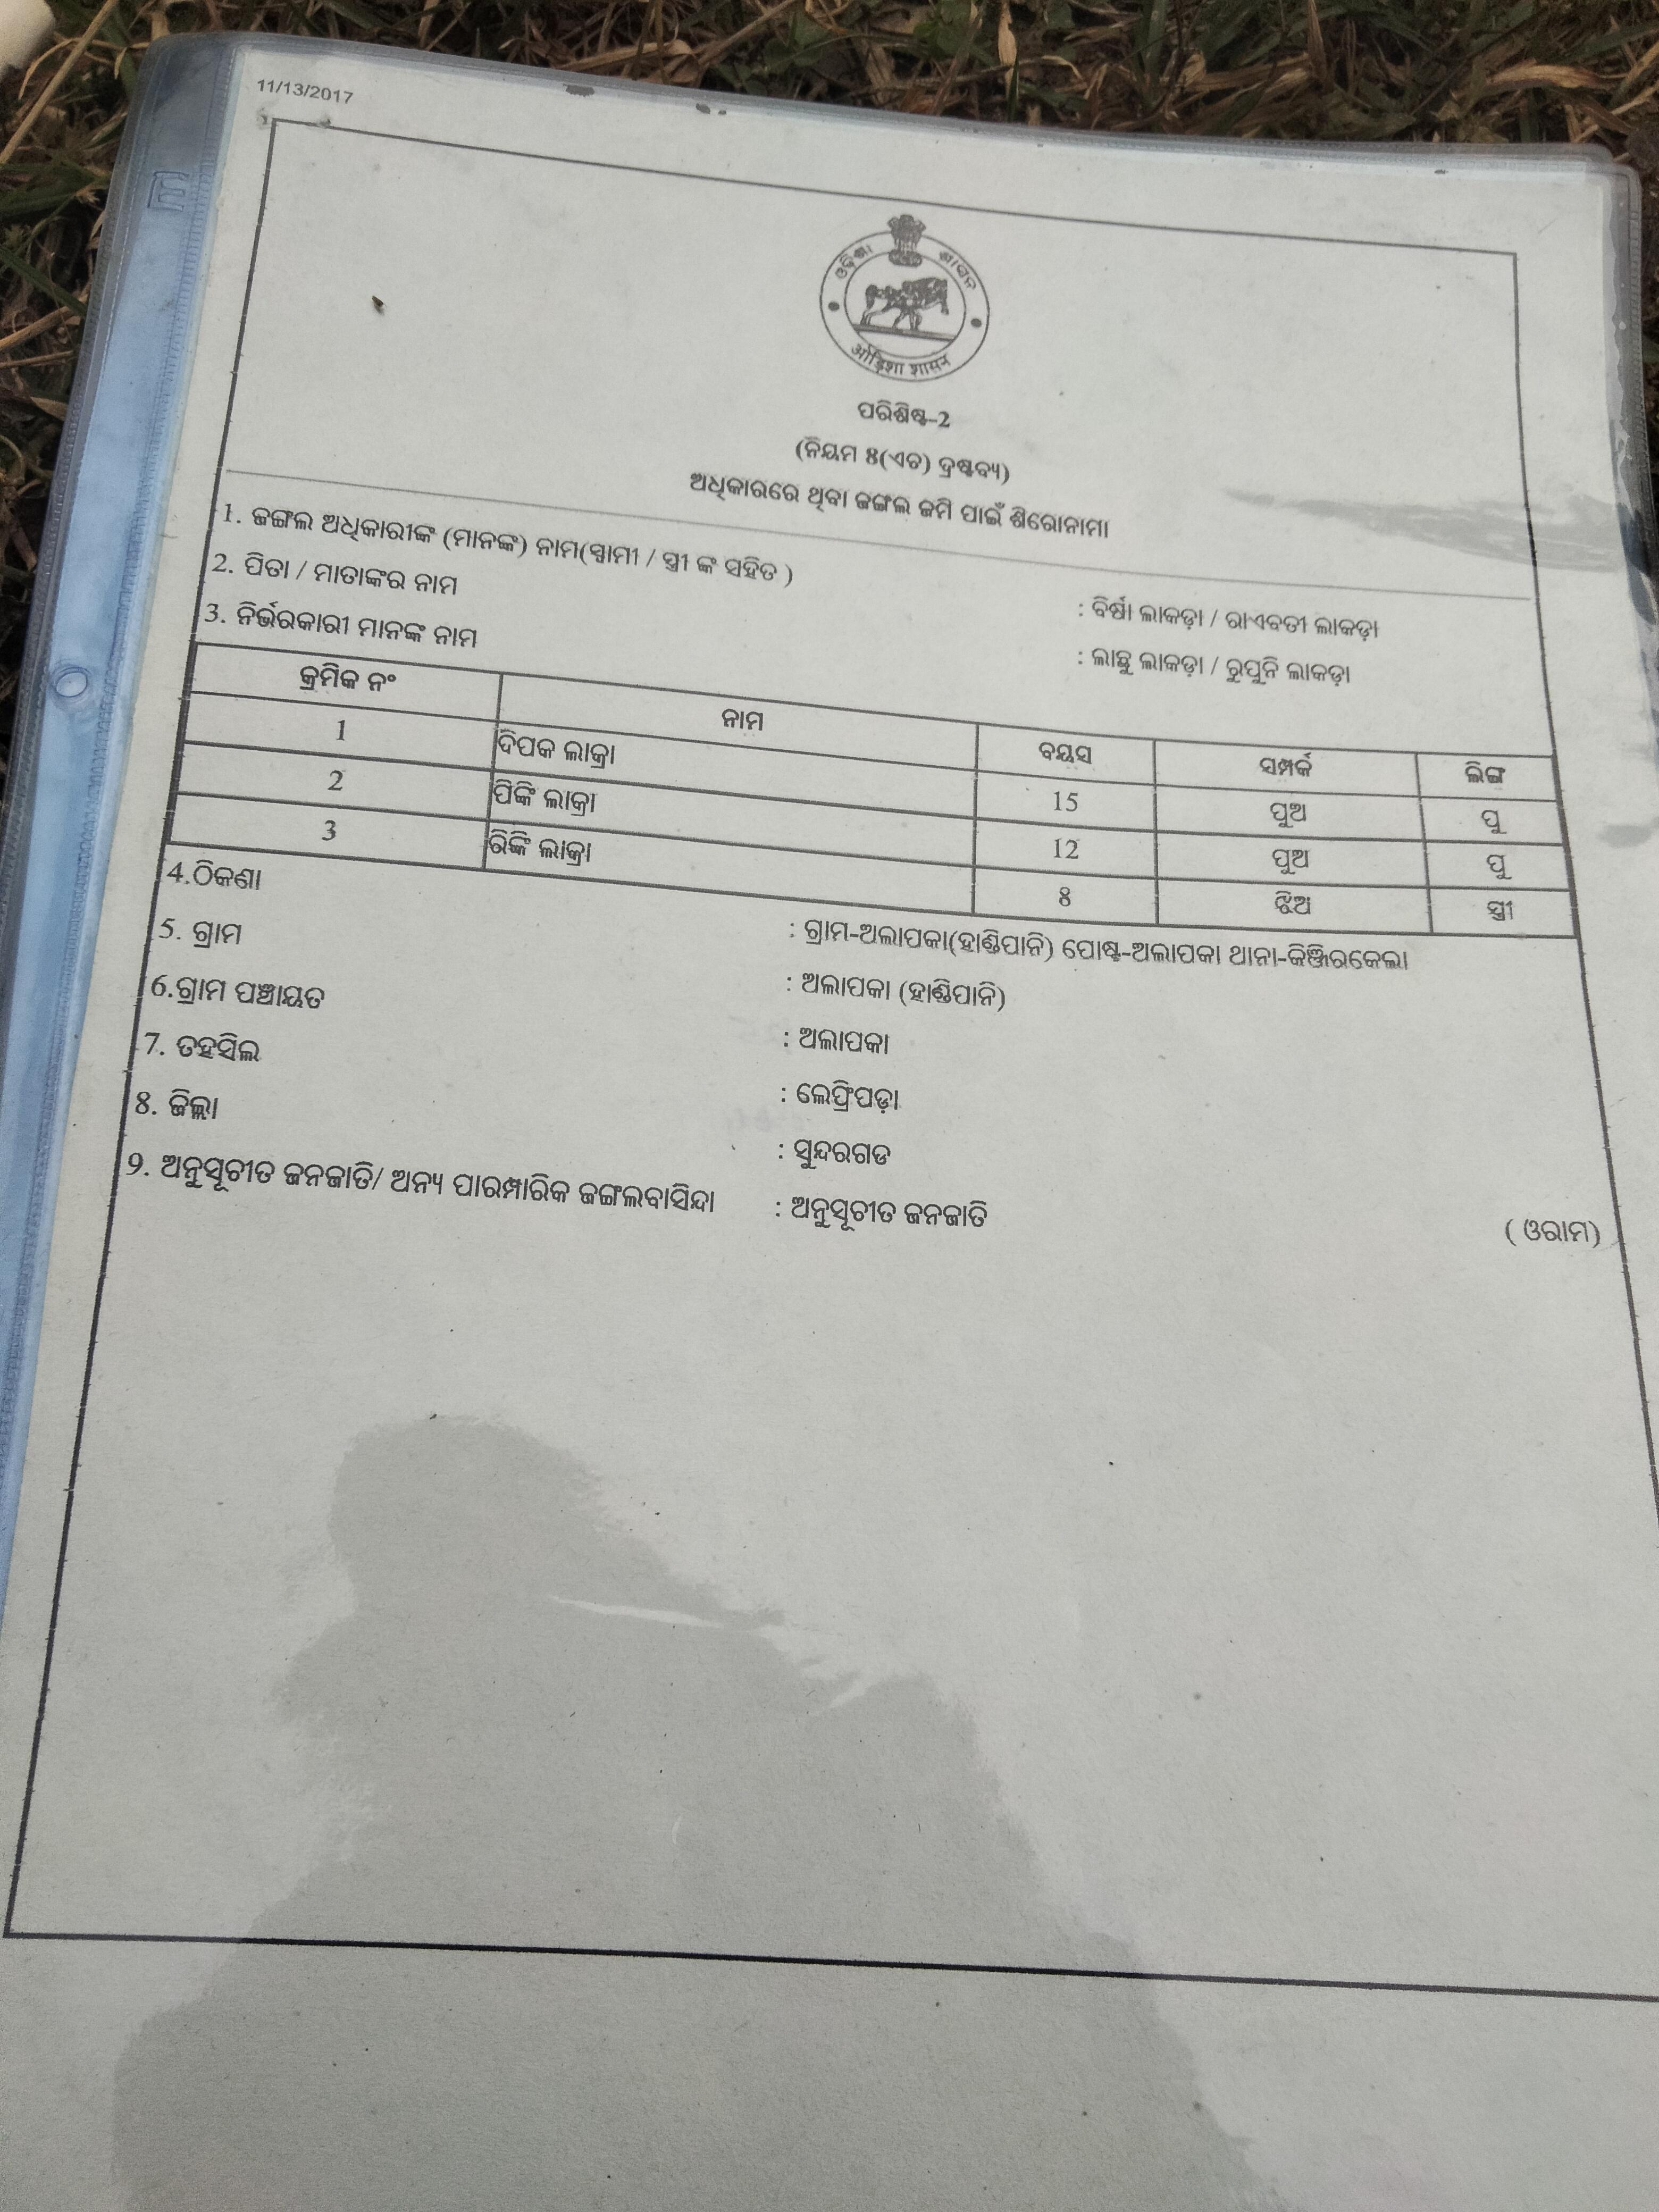 11/13/2017
ଓଡ଼ିଶା ଶାସନ
ओड़िशा शासन
ପରିଶିଷ୍ଟ-2
(ନିୟମ ୫(ଏଚ) ଦ୍ରଷ୍ଟବ୍ୟ)
ଅଧିକାରରେ ଥିବା ଜଙ୍ଗଲ ଜମି ପାଇଁ ଶିରୋନାମା
1. ଜଙ୍ଗଲ ଅଧିକାରୀଙ୍କ (ମାନଙ୍କ) ନାମ(ସ୍ୱାମୀ / ସ୍ତ୍ରୀ ଙ୍କ ସହିତ ) : ବିର୍ଷା ଲାକଡ଼ା / ରାଏବତୀ ଲାକଡ଼ା
2. ପିତା / ମାତାଙ୍କର ନାମ : ଲାଛୁ ଲାକଡ଼ା / ରୁପୁନି ଲାକଡ଼ା
3. ନିର୍ଭରକାରୀ ମାନଙ୍କ ନାମ
କ୍ରମିକ ନଂ ନାମ ବୟସ ସମ୍ପର୍କ ଲିଙ୍ଗ
1 ଦିପକ ଲାକ୍ରା 15 ପୁଅ ପୁ
2 ପିଙ୍କି ଲାକ୍ରା 12 ପୁଅ ପୁ
3 ରିଙ୍କି ଲାକ୍ରା 8 ଝିଅ ସ୍ତ୍ରୀ
4.ଠିକଣା : ଗ୍ରାମ-ଅଲାପକା(ହାଣ୍ଡିପାନି) ପୋଷ୍ଟ-ଅଲାପକା ଥାନା-କିଞ୍ଜିରକେଲା
5. ଗ୍ରାମ : ଅଲାପକା (ହାଣ୍ଡିପାନି)
6.ଗ୍ରାମ ପଞ୍ଚାୟତ : ଅଲାପକା
7. ତହସିଲ : ଲେଫ୍ରିପଡ଼ା
8. ଜିଲ୍ଲା : ସୁନ୍ଦରଗଡ
9. ଅନୁସୂଚୀତ ଜନଜାତି/ ଅନ୍ୟ ପାରମ୍ପାରିକ ଜଙ୍ଗଲବାସିନ୍ଦା : ଅନୁସୂଚୀତ ଜନଜାତି ( ଓରାମ)